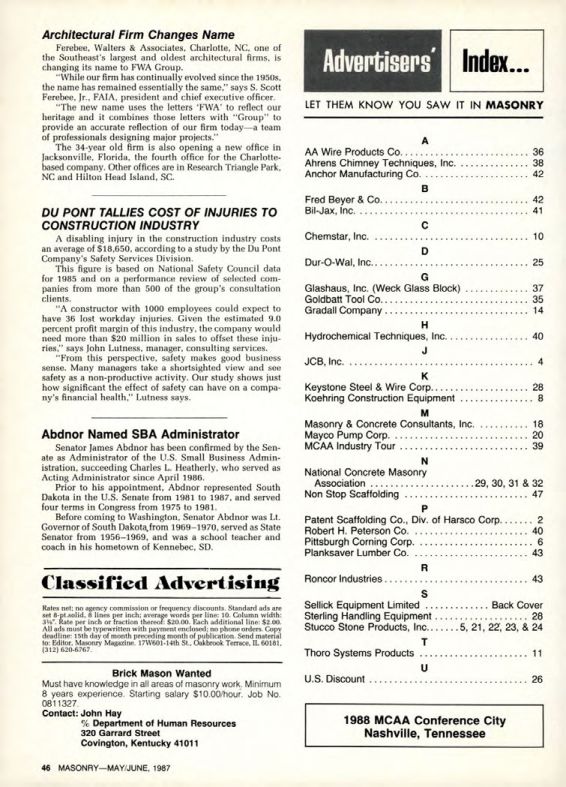 Architectural Firm Changes Name
Ferebee, Walters & Associates, Charlotte, NC, one of
the Southeast's largest and oldest architectural firms, is
changing its name to FWA Group.
"While our firm has continually evolved since the 1950s,
the name has remained essentially the same," says S. Scott
Ferebee, Jr., FAIA, president and chief executive officer.
"The new name uses the letters 'FWA' to reflect our
heritage and it combines those letters with "Group" to
provide an accurate reflection of our firm today—a team
of professionals designing major projects."
The 34-year old firm is also opening a new office in
Jacksonville, Florida, the fourth office for the Charlotte-
based company. Other offices are in Research Triangle Park,
NC and Hilton Head Island, SC.
DU PONT TALLIES COST OF INJURIES TO
CONSTRUCTION INDUSTRY
A disabling injury in the construction industry costs
an average of $18,650, according to a study by the Du Pont
Company's Safety Services Division.
This figure is based on National Safety Council data
for 1985 and on a performance review of selected com-
panies from more than 500 of the group's consultation
clients.
"A constructor with 1000 employees could expect to
have 36 lost workday injuries. Given the estimated 9.0
percent profit margin of this industry, the company would
need more than $20 million in sales to offset these inju-
ries," says John Lutness, manager, consulting services.
"From this perspective, safety makes good business
sense. Many managers take a shortsighted view and see
safety as a non-productive activity. Our study shows just
how significant the effect of safety can have on a compa-
ny's financial health," Lutness says.
Abdnor Named SBA Administrator
Senator James Abdnor has been confirmed by the Sen-
ate as Administrator of the U.S. Small Business Admin-
istration, succeeding Charles L. Heatherly, who served as
Acting Administrator since April 1986.
Prior to his appointment, Abdnor represented South
Dakota in the U.S. Senate from 1981 to 1987, and served
four terms in Congress from 1975 to 1981.
Before coming to Washington, Senator Abdnor was Lt.
Governor of South Dakota from 1969–1970, served as State
Senator from 1956–1969, and was a school teacher and
coach in his hometown of Kennebec, SD.
Classified Advertising
Rates net; no agency commission or frequency discounts. Standard ads are
set 8-pt.solid, 8 lines per inch; average words per line: 10. Column width:
3¼". Rate per inch or fraction thereof: $20.00. Each additional line: $2.00.
All ads must be typewritten with payment enclosed; no phone orders. Copy
deadline: 15th day of month preceding month of publication. Send material
to: Editor, Masonry Magazine, 17W601-14th St., Oakbrook Terrace, IL 60181,
(312) 620-6767.
Brick Mason Wanted
Must have knowledge in all areas of masonry work. Minimum
8 years experience. Starting salary $10.00/hour. Job No.
0811327.
Contact: John Hay
% Department of Human Resources
320 Garrard Street
Covington, Kentucky 41011
46 MASONRY—MAY/JUNE, 1987
Advertisers' Index...
LET THEM KNOW YOU SAW IT IN MASONRY
A
AA Wire Products Co. .......... 36
Ahrens Chimney Techniques, Inc. .......... 38
Anchor Manufacturing Co. .......... 42
B
Fred Beyer & Co. .......... 42
Bil-Jax, Inc. .......... 41
C
Chemstar, Inc. .......... 10
D
Dur-O-Wal, Inc. .......... 25
G
Glashaus, Inc. (Weck Glass Block) .......... 37
Goldbatt Tool Co. .......... 35
Gradall Company .......... 14
H
Hydrochemical Techniques, Inc. .......... 40
J
JCB, Inc. .......... 4
K
Keystone Steel & Wire Corp. .......... 28
Koehring Construction Equipment .......... 8
M
Masonry & Concrete Consultants, Inc. .......... 18
Mayco Pump Corp. .......... 20
MCAA Industry Tour .......... 39
N
National Concrete Masonry
Association .......... 29, 30, 31 & 32
Non Stop Scaffolding .......... 47
P
Patent Scaffolding Co., Div. of Harsco Corp. .......... 2
Robert H. Peterson Co. .......... 40
Pittsburgh Corning Corp. .......... 6
Planksaver Lumber Co. .......... 43
R
Roncor Industries .......... 43
S
Sellick Equipment Limited .......... Back Cover
Sterling Handling Equipment .......... 28
Stucco Stone Products, Inc. .......... 5, 21, 22, 23, & 24
T
Thoro Systems Products .......... 11
U
U.S. Discount .......... 26
1988 MCAA Conference City
Nashville, Tennessee